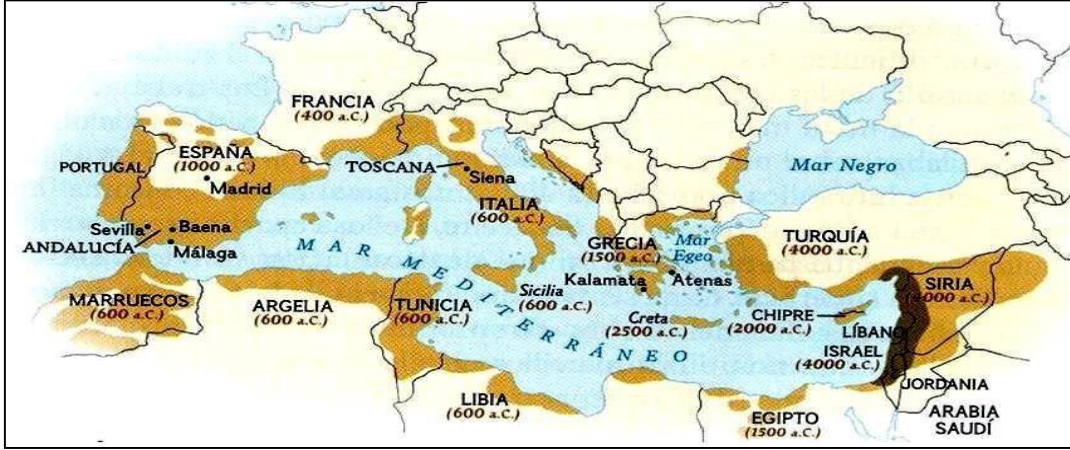 FRANCIA
(400 a.C.)
PORTUGAL
ESPAÑA
(1000 a.C.)
Madrid
TOSCANA
Siena
ITALIA
(600 a.C.)
Mar Negro
Sevilla
Baena
ANDALUCÍA
Málaga
MAR MEDITERRÁNEO
GRECIA
(1500 a.C.)
Mar
Egeo
TURQUÍA
(4000 a.C.)
Kalamata
Atenas
SIRIA
MARRUECOS
(600 a.C.)
ARGELIA
(600 a.C.)
TUNICIA
(600 a.C.)
Sicilia
(600 a.C.)
Creta
(2500 a.C.)
CHIPRE
(2000 a.C.)
LÍBANO
ISRAEL
(4000 a.C.)
JORDANIA
LIBIA
(600 a.C.)
EGIPTO
(1500 a.C.)
ARABIA
SAUDÍ